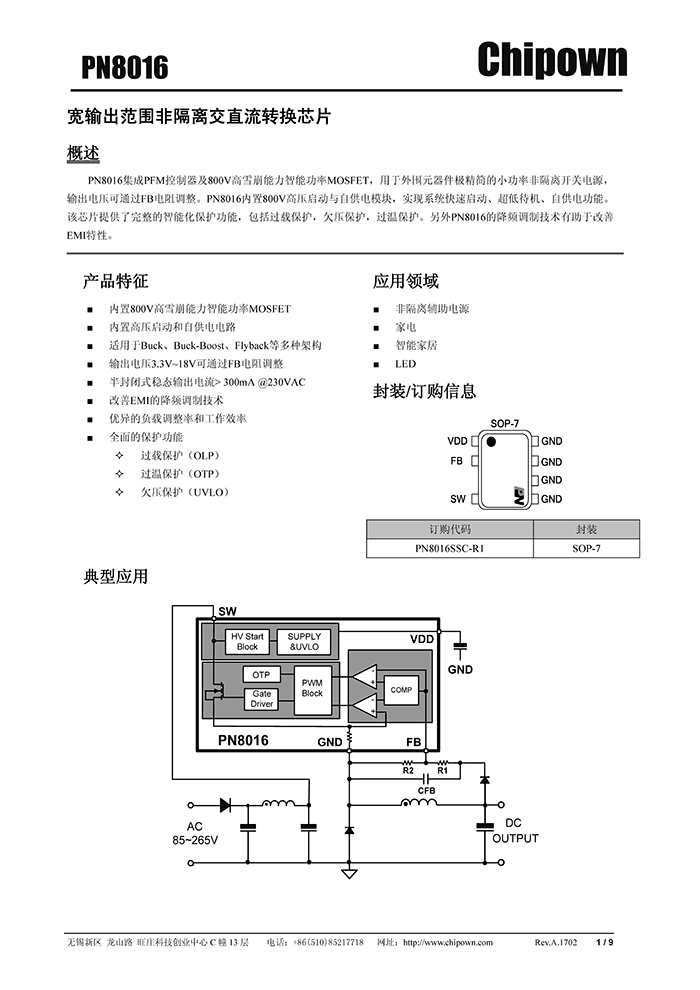 PN8016
Chipown
宽输出范围非隔离交直流转换芯片
概述
PN8016集成PFM控制器及800V高雪崩能力智能功率MOSFET，用于外围元器件极精简的小功率非隔离开关电源，
输出电压可通过FB电阻调整。PN8016内置800V高压启动与自供电模块，实现系统快速启动、超低待机、自供电功能。
该芯片提供了完整的智能化保护功能，包括过载保护，欠压保护，过温保护。另外PN8016的降频调制技术有助于改善
EMI特性。
产品特征
■ 内置800V高雪崩能力智能功率MOSFET
■ 内置高压启动和自供电电路
■ 适用于Buck、Buck-Boost、Flyback等多种架构
■ 输出电压3.3V~18V可通过FB电阻调整
■ 半封闭式稳态输出电流> 300mA @230VAC
■ 改善EMI的降频调制技术
■ 优异的负载调整率和工作效率
■ 全面的保护功能
✧ 过载保护（OLP）
✧ 过温保护（OTP）
✧ 欠压保护（UVLO）
应用领域
■ 非隔离辅助电源
■ 家电
■ 智能家居
■ LED
封装/订购信息
SOP-7
VDD GND
FB GND
GND
SW GND
订购代码 封装
PN8016SSC-R1 SOP-7
典型应用
SW
HV Start
Block
SUPPLY
&UVLO
VDD
GND
OTP
PWM
Block
Gate
Driver
COMP
- +
- +
PN8016
GND
FB
R2 R1
CFB
AC
85~265V
DC
OUTPUT
无锡新区 龙山路 旺庄科技创业中心 C 幢 13 层 电话：+86(510)85217718 网址：http://www.chipown.com Rev.A.1702 1 / 9